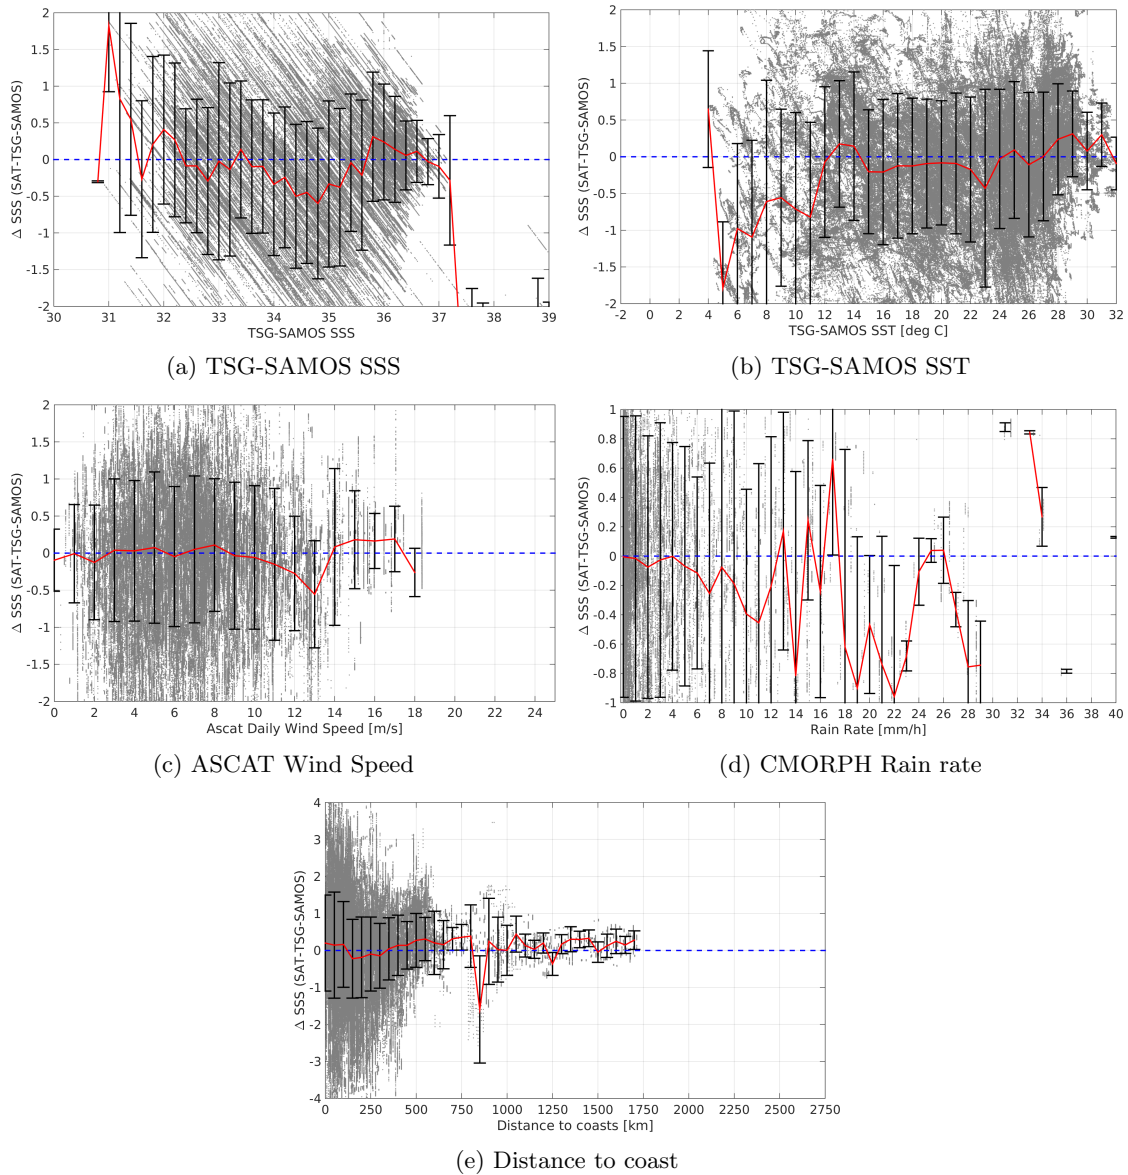 Δ SSS (SAT-TSG-SAMOS)
2
1.5
1
0.5
0
-0.5
-1
-1.5
-2
30 31 32 33 34 35 36 37 38 39
TSG-SAMOS SSS
(a) TSG-SAMOS SSS
Δ SSS (SAT-TSG-SAMOS)
2
1.5
1
0.5
0
-0.5
-1
-1.5
-2
-2 0 2 4 6 8 10 12 14 16 18 20 22 24 26 28 30 32
TSG-SAMOS SST [deg C]
(b) TSG-SAMOS SST
Δ SSS (SAT-TSG-SAMOS)
2
1.5
1
0.5
0
-0.5
-1
-1.5
-2
0 2 4 6 8 10 12 14 16 18 20 22 24
Ascat Daily Wind Speed [m/s]
(c) ASCAT Wind Speed
Δ SSS (SAT-TSG-SAMOS)
1
0.8
0.6
0.4
0.2
0
-0.2
-0.4
-0.6
-0.8
-1
0 2 4 6 8 10 12 14 16 18 20 22 24 26 28 30 32 34 36 38 40
Rain Rate [mm/h]
(d) CMORPH Rain rate
Δ SSS (SAT-TSG-SAMOS)
4
3
2
1
0
-1
-2
-3
-4
0 250 500 750 1000 1250 1500 1750 2000 2250 2500 2750
Distance to coasts [km]
(e) Distance to coast